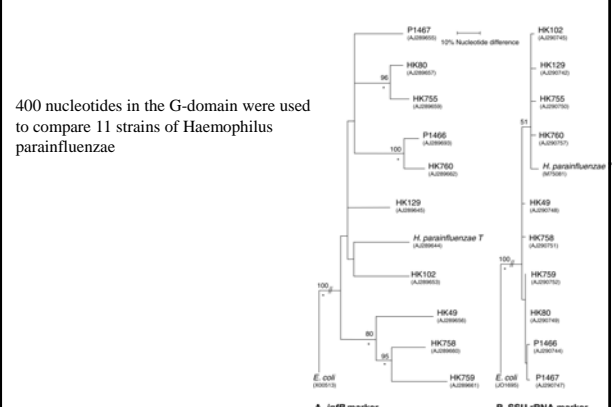 400 nucleotides in the G-domain were used
to compare 11 strains of Haemophilus
parainfluenzae
P1467
(AJ289655)
10% Nucleotide difference
HK80
(AJ289657)
96
*
HK755
(AJ289659)
P1466
(AJ289693)
100
*
HK760
(AJ289662)
HK129
(AJ289645)
H. parainfluenzae T
(AJ289644)
HK102
(AJ289653)
100
*
HK49
(AJ289656)
80
*
HK758
(AJ289660)
95
*
HK759
(AJ289661)
E. coli
(X00513)
A. infB marker
HK102
(AJ290745)
HK129
(AJ290742)
HK755
(AJ290750)
51
HK760
(AJ290757)
H. parainfluenzae
(M75081)
HK49
(AJ290748)
HK758
(AJ290751)
100
*
HK759
(AJ290752)
HK80
(AJ290749)
P1466
(AJ290744)
E. coli
(JO1695)
P1467
(AJ290747)
B. SSU rRNA marker